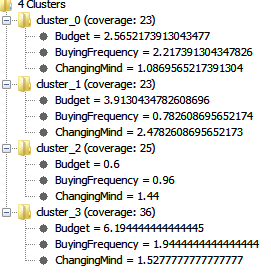 4 Clusters
cluster_0 (coverage: 23)
Budget = 2.5652173913043477
BuyingFrequency = 2.217391304347826
ChangingMind = 1.0869565217391304
cluster_1 (coverage: 23)
Budget = 3.9130434782608696
BuyingFrequency = 0.782608695652174
ChangingMind = 2.4782608695652173
cluster_2 (coverage: 25)
Budget = 0.6
BuyingFrequency = 0.96
ChangingMind = 1.44
cluster_3 (coverage: 36)
Budget = 6.194444444444445
BuyingFrequency = 1.9444444444444444
ChangingMind = 1.5277777777777777